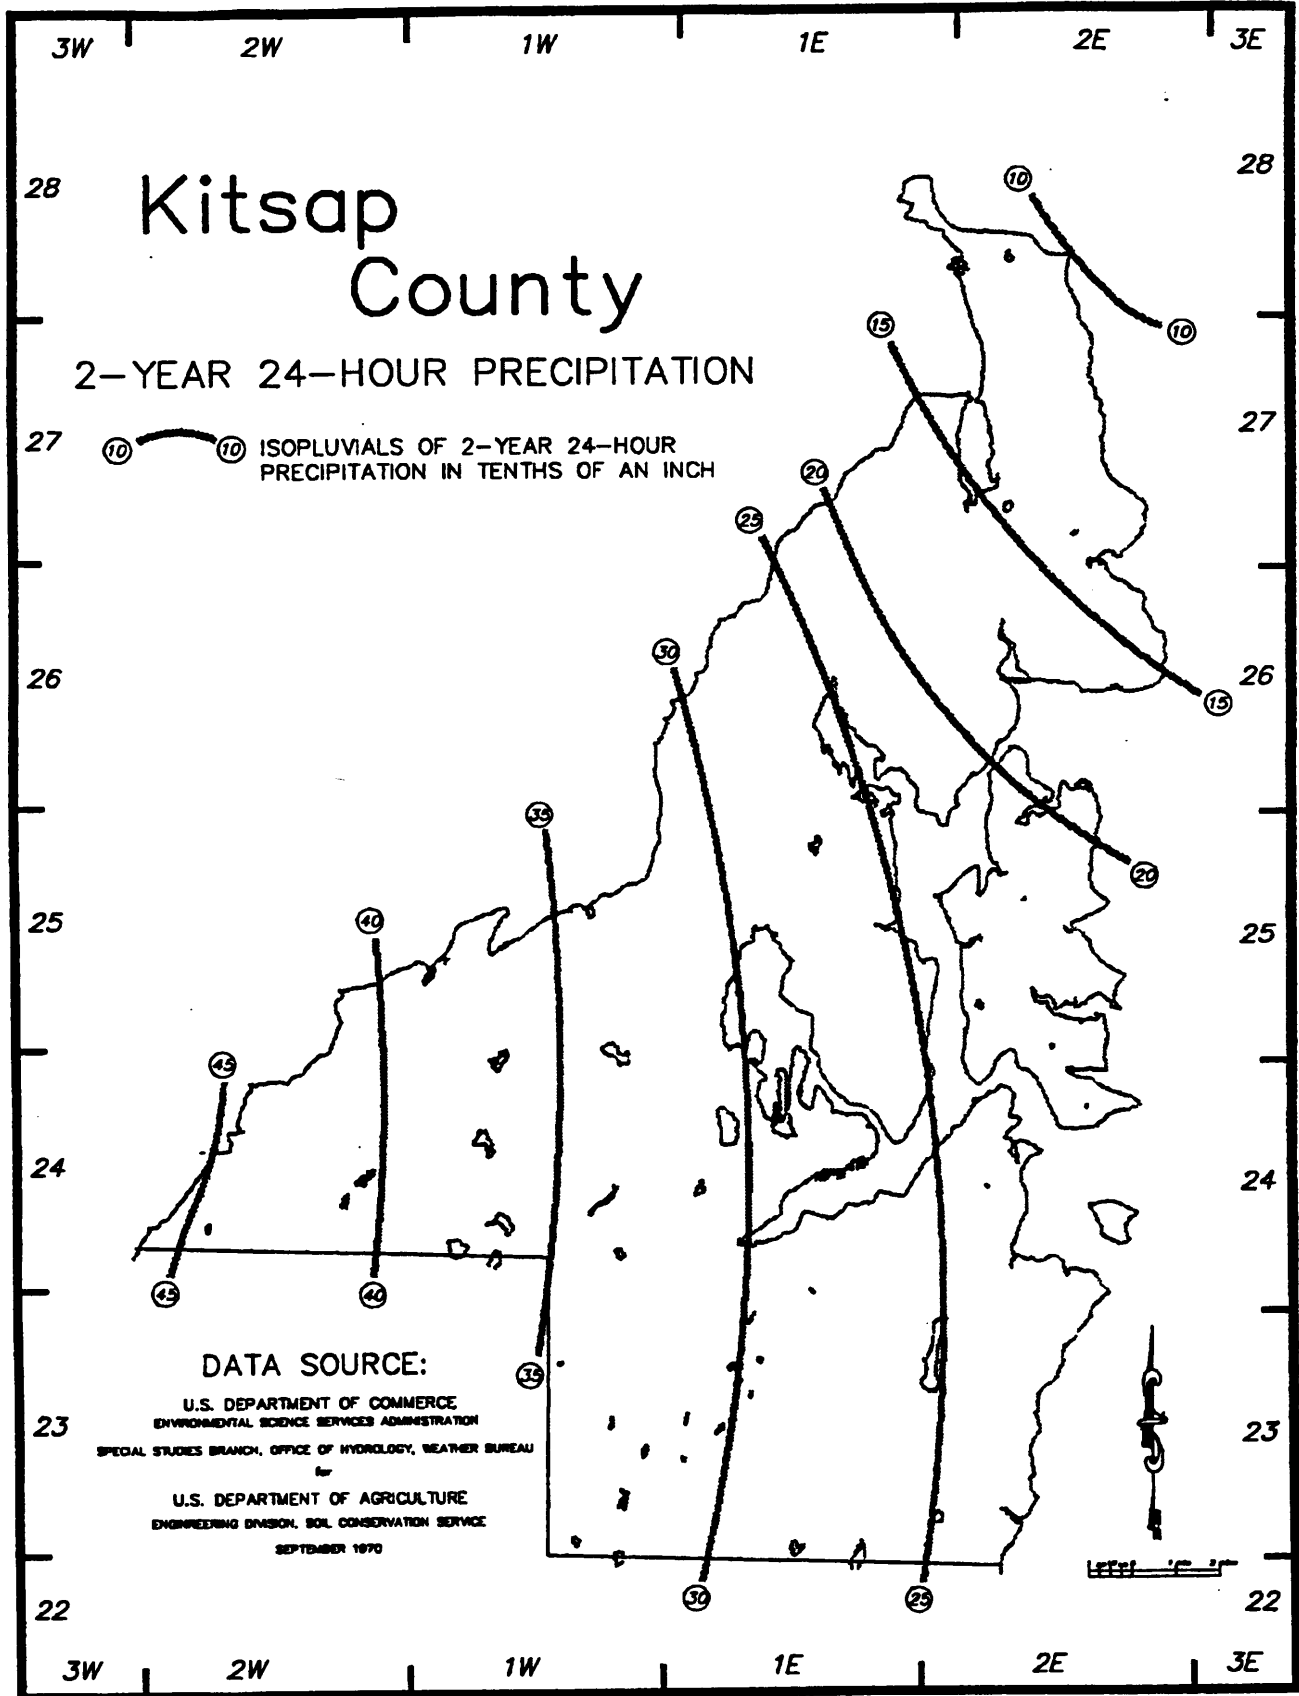 3W 2W 1W 1E 2E 3E
28 28
Kitsap
County
10
15
10
2-YEAR 24-HOUR PRECIPITATION
27 27
10 10 ISOPLUVIALS OF 2-YEAR 24-HOUR
PRECIPITATION IN TENTHS OF AN INCH
20
25
30
26 26
15
35
20
40
25 25
45
24 24
45 40
DATA SOURCE:
35
U.S. DEPARTMENT OF COMMERCE
ENVIRONMENTAL SCIENCE SERVICES ADMINISTRATION
23 23
SPECIAL STUDIES BRANCH, OFFICE OF HYDROLOGY, WEATHER BUREAU
for
U.S. DEPARTMENT OF AGRICULTURE
ENGINEERING DIVISION, SOIL CONSERVATION SERVICE
SEPTEMBER 1970
30 25
22 22
3W 2W 1W 1E 2E 3E